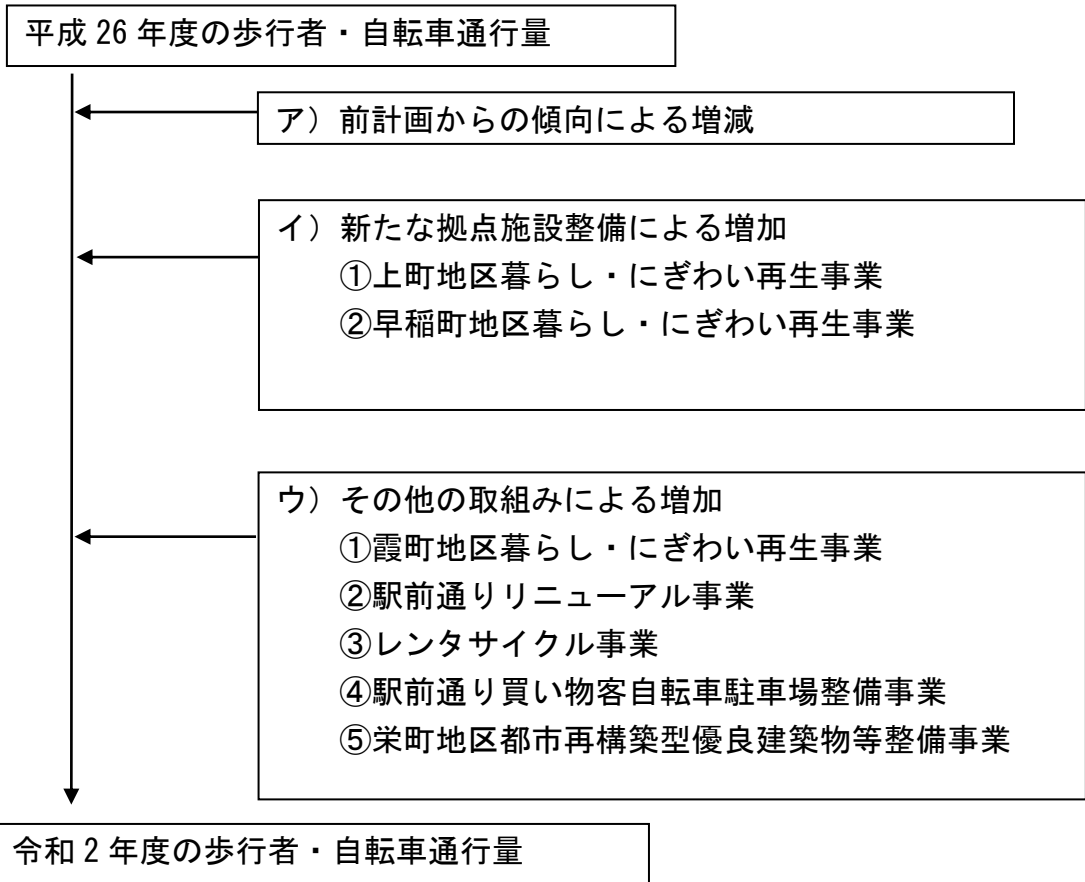 平成 26 年度の歩行者・自転車通行量
ア）前計画からの傾向による増減
イ）新たな拠点施設整備による増加
①上町地区暮らし・にぎわい再生事業
②早稲町地区暮らし・にぎわい再生事業
ウ）その他の取組みによる増加
①霞町地区暮らし・にぎわい再生事業
②駅前通りリニューアル事業
③レンタサイクル事業
④駅前通り買い物客自転車駐車場整備事業
⑤栄町地区都市再構築型優良建築物等整備事業
令和 2 年度の歩行者・自転車通行量